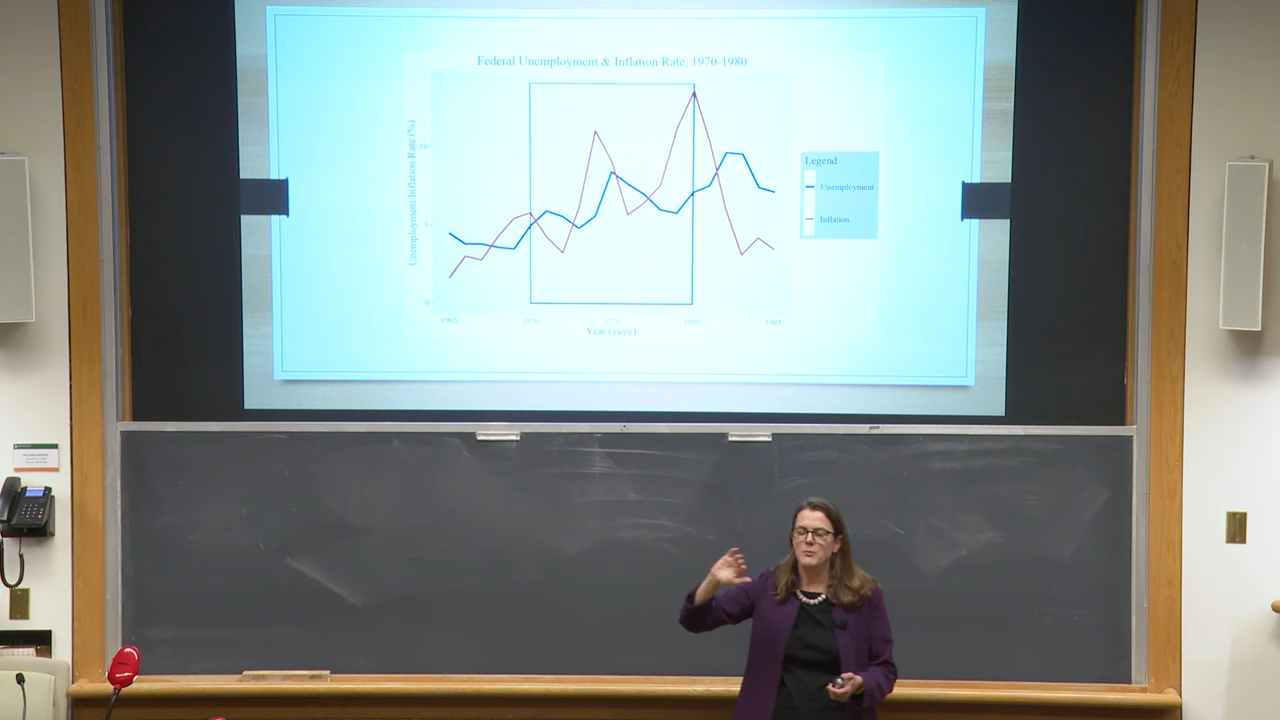 Federal Unemployment & Inflation Rate, 1970-1980
Unemployment/Inflation Rate (%)
10
5
0
1965
1970
1975
1980
1985
Year (yyyy)
Legend
Unemployment
Inflation